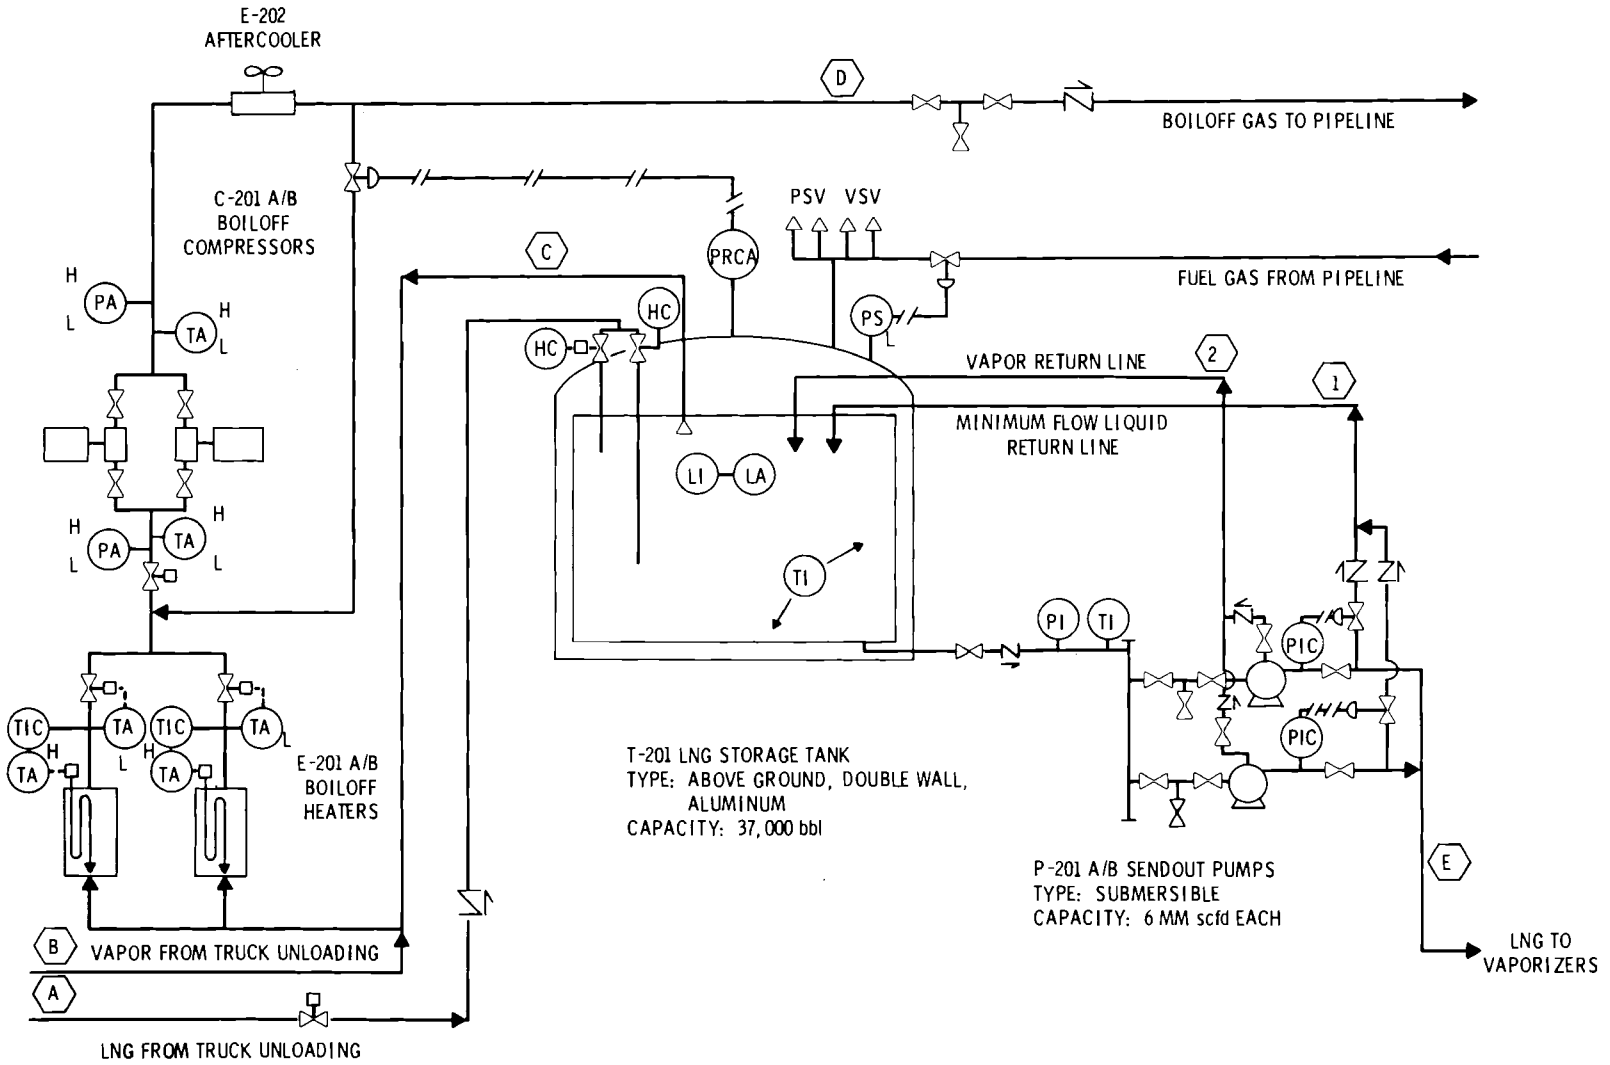 E-202
AFTERCOOLER
D
BOILOFF GAS TO PIPELINE
C-201 A/B
BOILOFF
COMPRESSORS
PSV VSV
C
PRCA
FUEL GAS FROM PIPELINE
H
PA
L
H
TA
L
HC
HC
PS
L
VAPOR RETURN LINE
2
1
MINIMUM FLOW LIQUID
RETURN LINE
LI
LA
H
PA
L
H
TA
L
TI
PI
TI
PIC
PIC
TIC
TA
H
L
TA
TIC
TA
H
L
TA
E-201 A/B
BOILOFF
HEATERS
T-201 LNG STORAGE TANK
TYPE: ABOVE GROUND, DOUBLE WALL,
ALUMINUM
CAPACITY: 37,000 bbl
P-201 A/B SENDOUT PUMPS
TYPE: SUBMERSIBLE
CAPACITY: 6 MM scfd EACH
E
LNG TO
VAPORIZERS
B
VAPOR FROM TRUCK UNLOADING
A
LNG FROM TRUCK UNLOADING